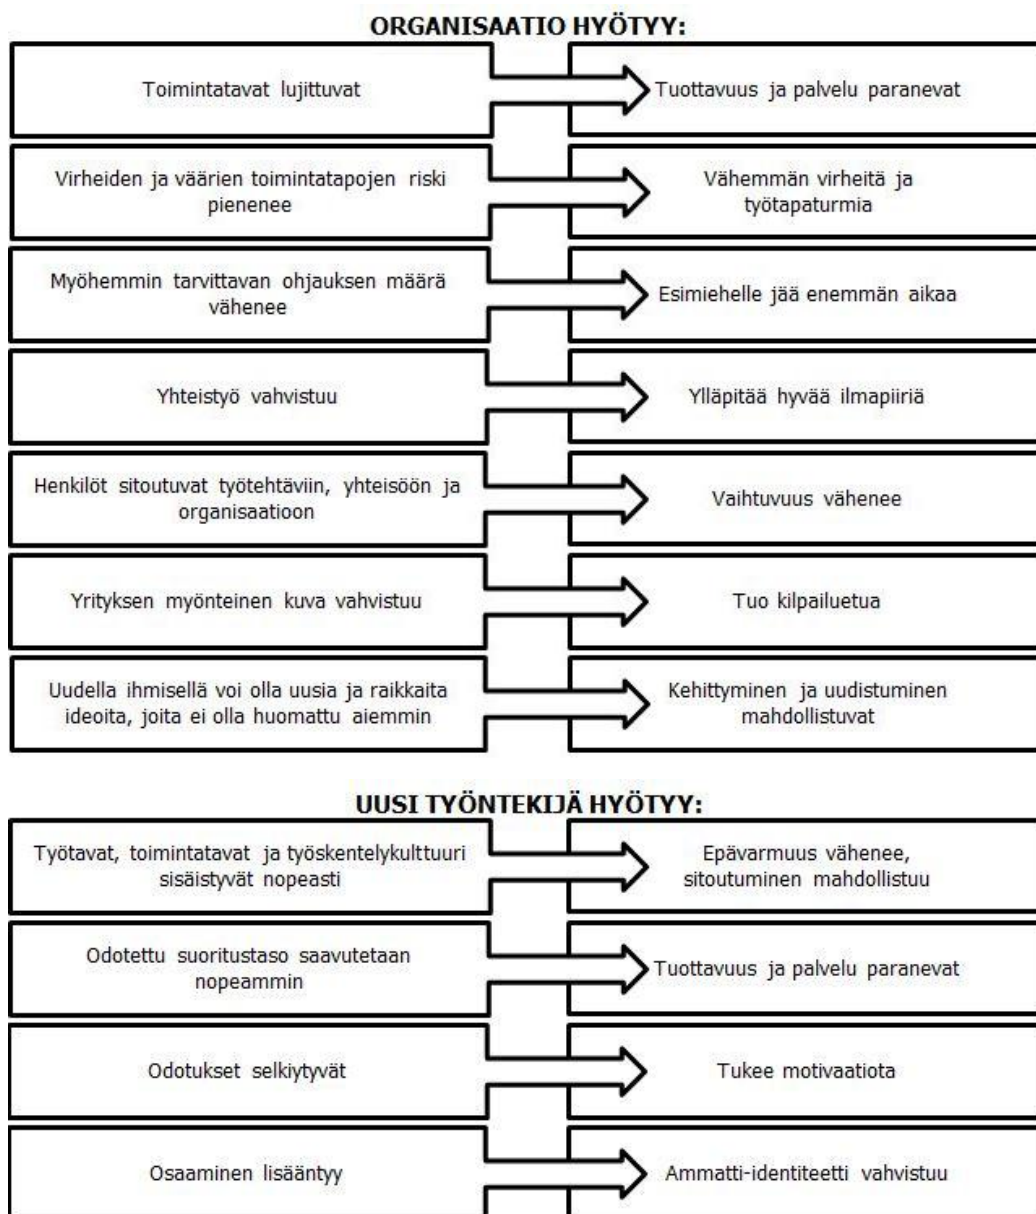 ORGANISAATIO HYÖTYY:
Toimintatavat lujittuvat
Tuottavuus ja palvelu paranevat
Virheiden ja väärien toimintatapojen riski
pienenee
Vähemmän virheitä ja
työtapaturmia
Myöhemmin tarvittavan ohjauksen määrä
vähenee
Esimiehelle jää enemmän aikaa
Yhteistyö vahvistuu
Ylläpitää hyvää ilmapiiriä
Henkilöt sitoutuvat työtehtäviin, yhteisöön ja
organisaatioon
Vaihtuvuus vähenee
Yrityksen myönteinen kuva vahvistuu
Tuo kilpailuetua
Uudella ihmisellä voi olla uusia ja raikkaita
ideoita, joita ei olla huomattu aiemmin
Kehittyminen ja uudistuminen
mahdollistuvat
UUSI TYÖNTEKIJÄ HYÖTYY:
Työtavat, toimintatavat ja työskentelykulttuuri
sisäistyvät nopeasti
Epävarmuus vähenee,
sitoutuminen mahdollistuu
Odotettu suoritustaso saavutetaan
nopeammin
Tuottavuus ja palvelu paranevat
Odotukset selkiytyvät
Tukee motivaatiota
Osaaminen lisääntyy
Ammatti-identiteetti vahvistuu